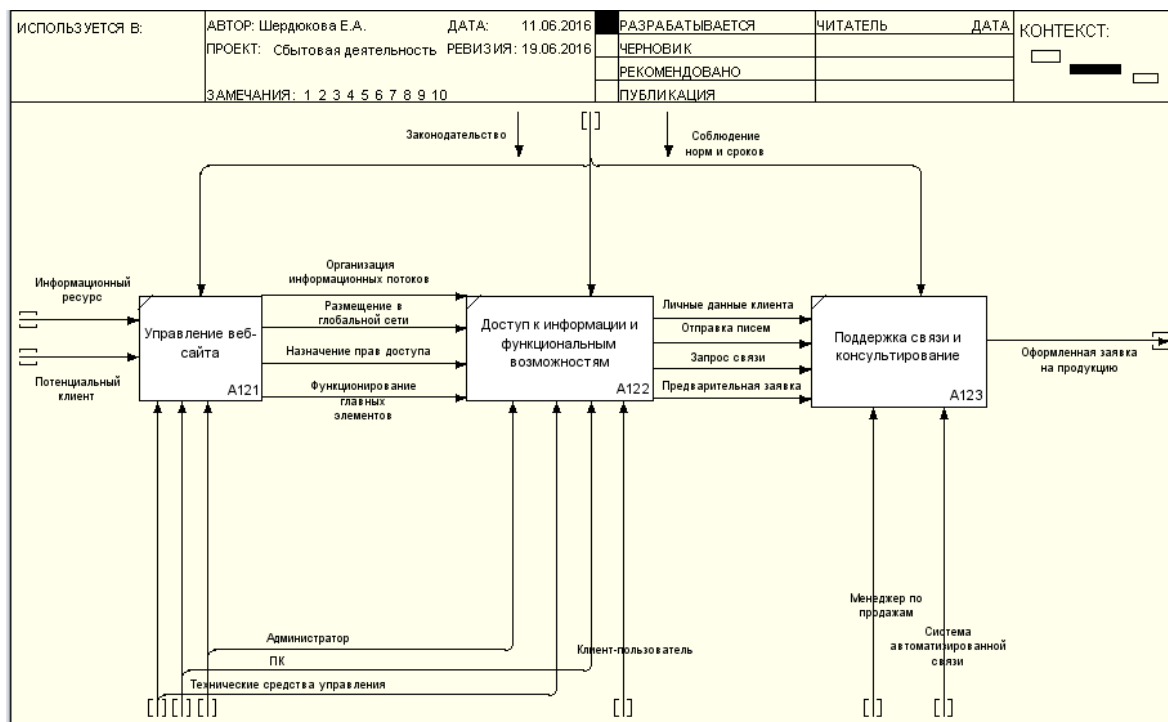 ИСПОЛЬЗУЕТСЯ В:
АВТОР: Шердюкова Е.А.
ДАТА: 11.06.2016
ПРОЕКТ: Сбытовая деятельность
РЕВИЗИЯ: 19.06.2016
ЗАМЕЧАНИЯ: 1 2 3 4 5 6 7 8 9 10
РАЗРАБАТЫВАЕТСЯ
ЧЕРНОВИК
РЕКОМЕНДОВАНО
ПУБЛИКАЦИЯ
ЧИТАТЕЛЬ
ДАТА
КОНТЕКСТ:
Законодательство
Соблюдение
норм и сроков
Информационный
ресурс
Потенциальный
клиент
Управление веб-
сайта
A121
Организация
информационных потоков
Размещение в
глобальной сети
Назначение прав доступа
Функционирование
главных
элементов
Доступ к информации и
функциональным
возможностям
A122
Личные данные клиента
Отправка писем
Запрос связи
Предварительная заявка
Поддержка связи и
консультирование
A123
Оформленная заявка
на продукцию
Администратор
ПК
Технические средства управления
Клиент-пользователь
Менеджер по
продажам
Система
автоматизированной
связи